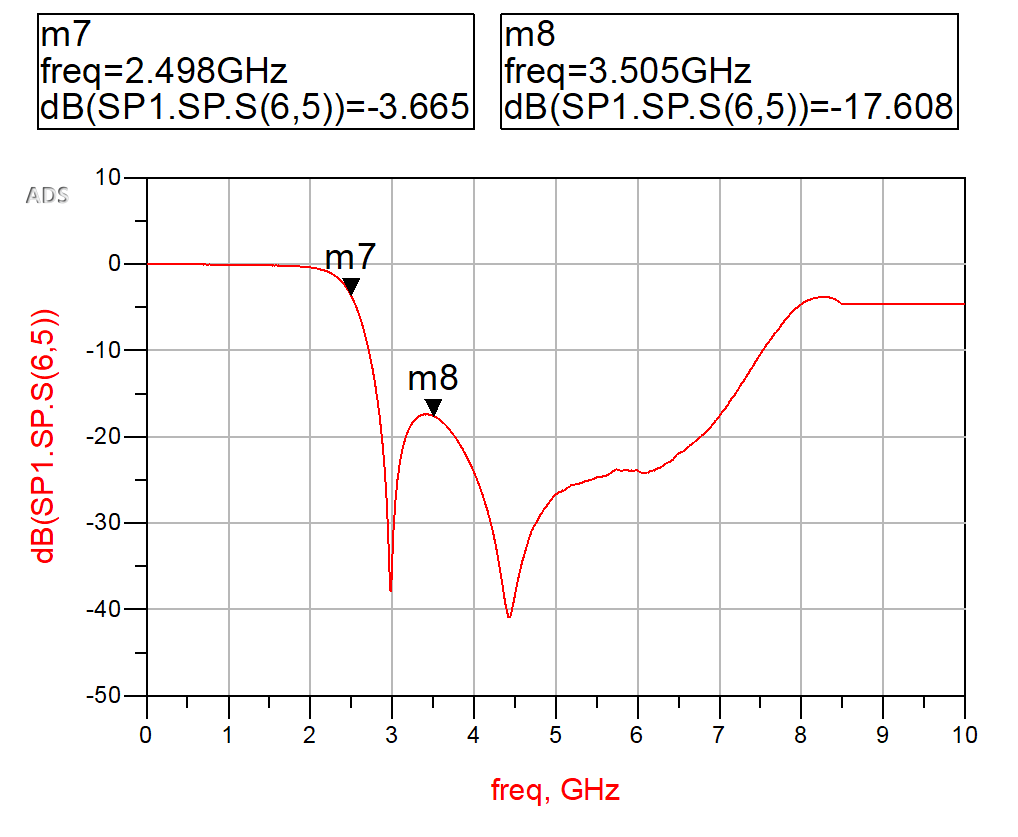 m7
freq=2.498GHz
dB(SP1.SP.S(6,5))=-3.665
m8
freq=3.505GHz
dB(SP1.SP.S(6,5))=-17.608
ADS
10
0
-10
-20
-30
-40
-50
dB(SP1.SP.S(6,5))
m7
m8
0 1 2 3 4 5 6 7 8 9 10
freq, GHz